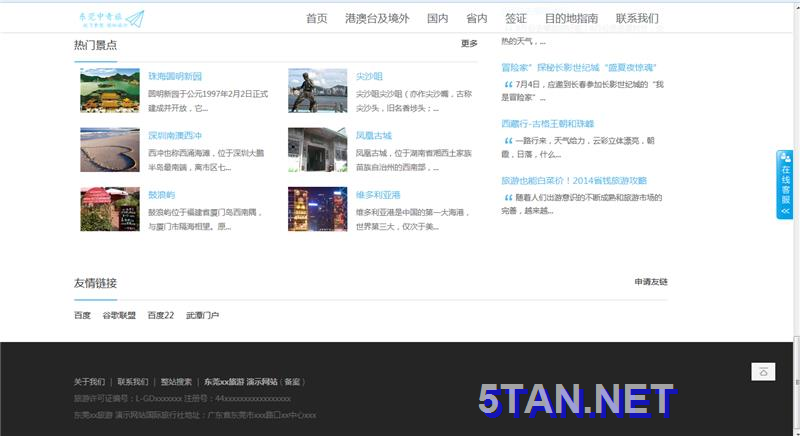 东莞中青旅
首页 港澳台及境外 国内 省内 签证 目的地指南 联系我们
热门景点 更多
珠海圆明新园
圆明新园于公元1997年2月2日正式
建成并开放，它...
尖沙咀
尖沙咀尖沙咀（亦作尖沙嘴，古称
尖沙头，旧名香埗头；...
深圳南澳西冲
西冲也称西涌海滩，位于深圳大鹏
半岛最南端，离市区七...
凤凰古城
凤凰古城，位于湖南省湘西土家族
苗族自治州的西南部，...
鼓浪屿
鼓浪屿位于福建省厦门岛西南隅，
与厦门市隔海相望。原...
维多利亚港
维多利亚港是中国的第一大海港，
世界第三大，仅次于美...
热的天气，...
冒险家”探秘长影世纪城“盛夏夜惊魂”
7月4日，应邀到长春参加长影世纪城的“我
是冒险家”...
西藏行-古格王朝和珠峰
一路行来，天气给力，云彩立体漂亮，朝
霞，日落，什么...
旅游也能白菜价！2014省钱旅游攻略
随着人们出游意识的不断成熟和旅游市场的
完善，越来越...
在线客服
友情链接 申请友链
百度 谷歌联盟 百度22 武潭门户
关于我们 | 联系我们 | 整站搜索 | 东莞xx旅游 演示网站（备案）
旅游许可证编号：L-GDxxxxxxx 注册号：44xxxxxxxxxxxxxxxxx
东莞xx旅游 演示网站国际旅行社地址：广东省东莞市xxx路口xx中心xxx
5TAN.NET